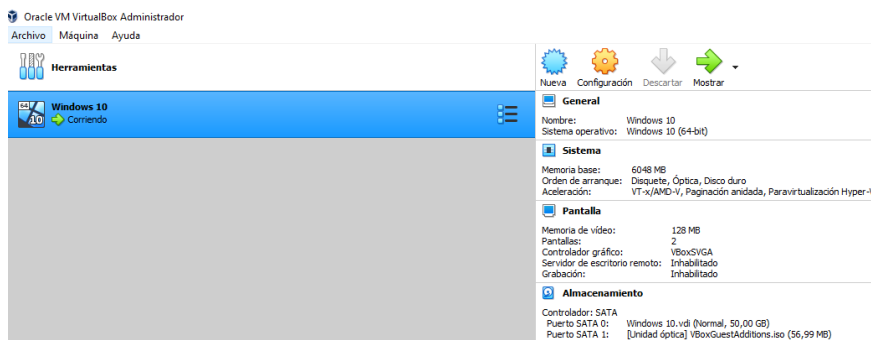 Oracle VM VirtualBox Administrador
Archivo Máquina Ayuda
Herramientas
64 10
Windows 10
Corriendo
Nueva Configuración Descartar Mostrar
General
Nombre: Windows 10
Sistema operativo: Windows 10 (64-bit)
Sistema
Memoria base: 6048 MB
Orden de arranque: Disquete, Óptica, Disco duro
Aceleración: VT-x/AMD-V, Paginación anidada, Paravirtualización Hyper-
Pantalla
Memoria de vídeo: 128 MB
Pantallas: 2
Controlador gráfico: VBoxSVGA
Servidor de escritorio remoto: Inhabilitado
Grabación: Inhabilitado
Almacenamiento
Controlador: SATA
Puerto SATA 0: Windows 10.vdi (Normal, 50,00 GB)
Puerto SATA 1: [Unidad óptica] VBoxGuestAdditions.iso (56,99 MB)